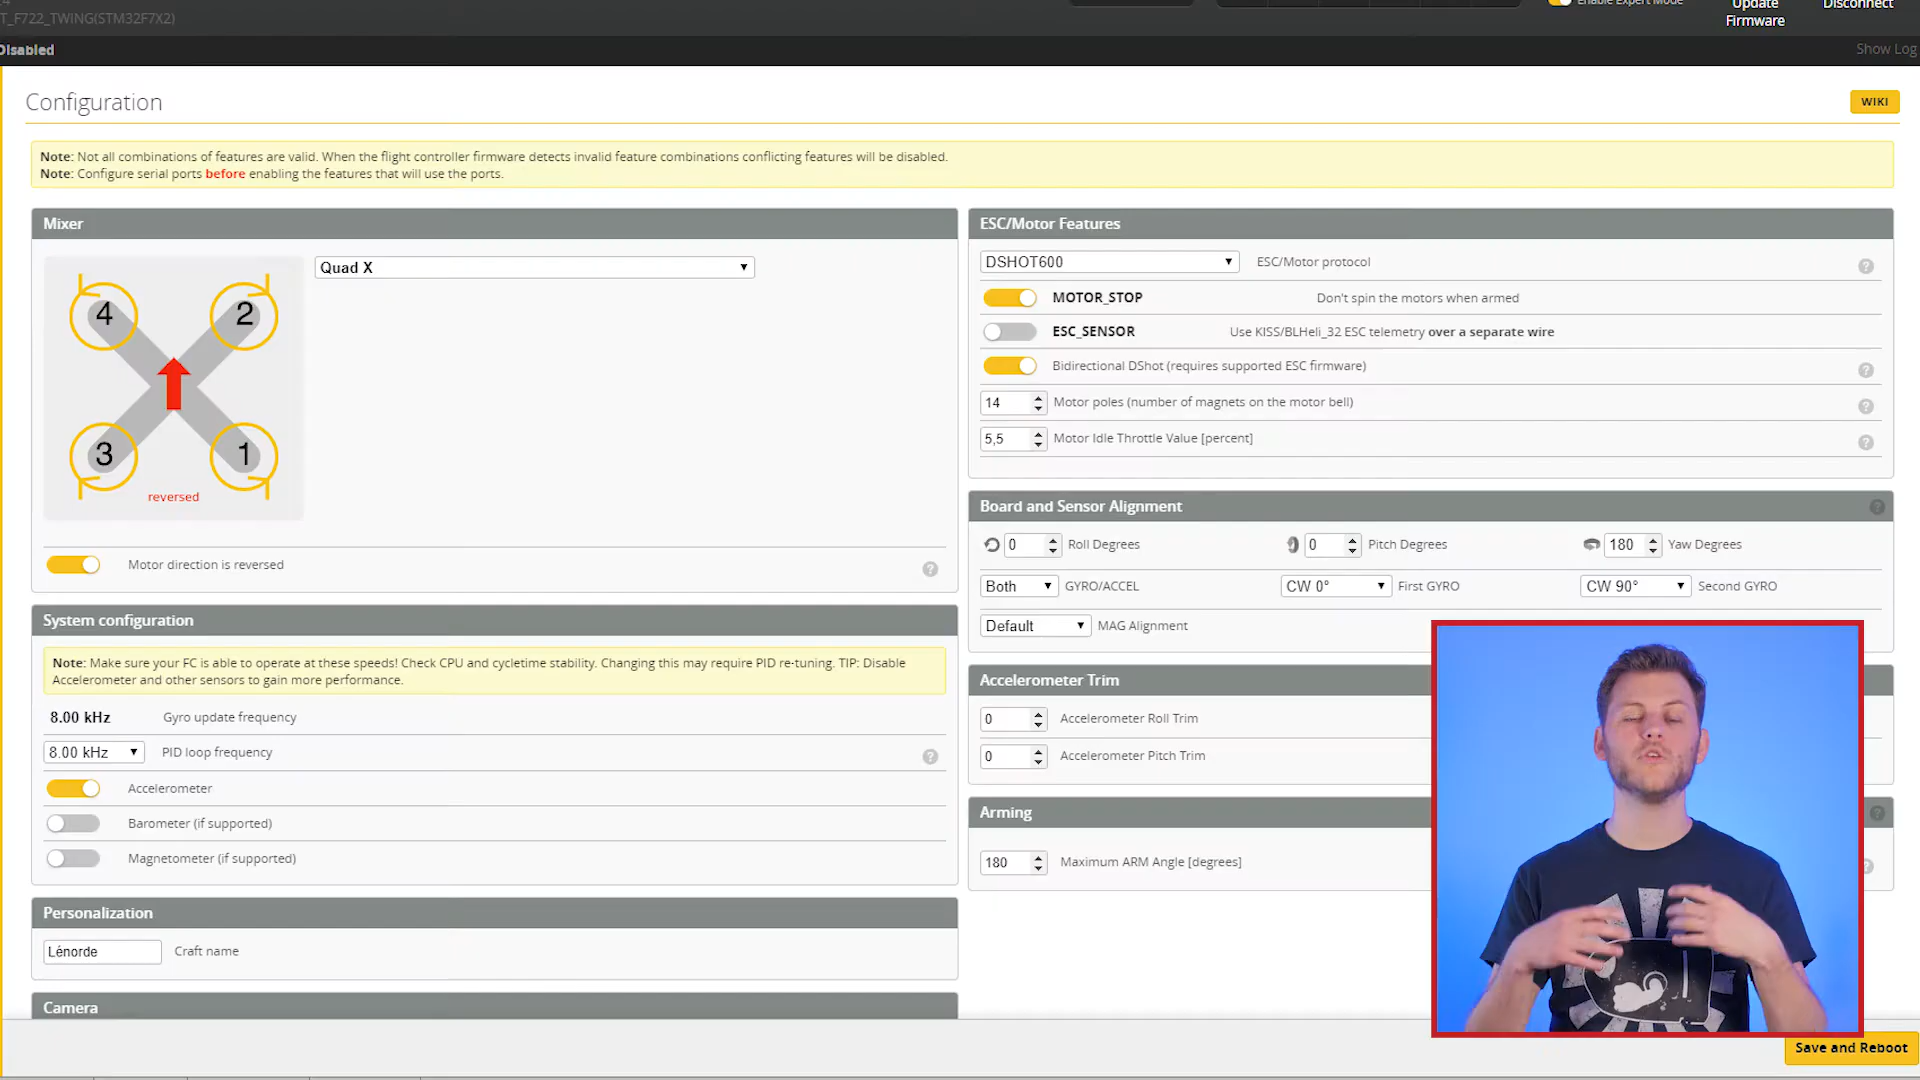 T_F722_TWING(STM32F7X2)
Enable Expert Mode
Update
Firmware
Disconnect
Disabled
Show Log
Configuration
WIKI
Note: Not all combinations of features are valid. When the flight controller firmware detects invalid feature combinations conflicting features will be disabled.
Note: Configure serial ports before enabling the features that will use the ports.
Mixer
Quad X
4
2
3
1
reversed
Motor direction is reversed
System configuration
Note: Make sure your FC is able to operate at these speeds! Check CPU and cycletime stability. Changing this may require PID re-tuning. TIP: Disable
Accelerometer and other sensors to gain more performance.
8.00 kHz Gyro update frequency
8.00 kHz PID loop frequency
Accelerometer
Barometer (if supported)
Magnetometer (if supported)
Personalization
Lénorde Craft name
Camera
ESC/Motor Features
DSHOT600 ESC/Motor protocol
MOTOR_STOP Don't spin the motors when armed
ESC_SENSOR Use KISS/BLHeli_32 ESC telemetry over a separate wire
Bidirectional DShot (requires supported ESC firmware)
14 Motor poles (number of magnets on the motor bell)
5,5 Motor Idle Throttle Value [percent]
Board and Sensor Alignment
0 Roll Degrees 0 Pitch Degrees 180 Yaw Degrees
Both GYRO/ACCEL CW 0° First GYRO CW 90° Second GYRO
Default MAG Alignment
Accelerometer Trim
0 Accelerometer Roll Trim
0 Accelerometer Pitch Trim
Arming
180 Maximum ARM Angle [degrees]
Save and Reboot